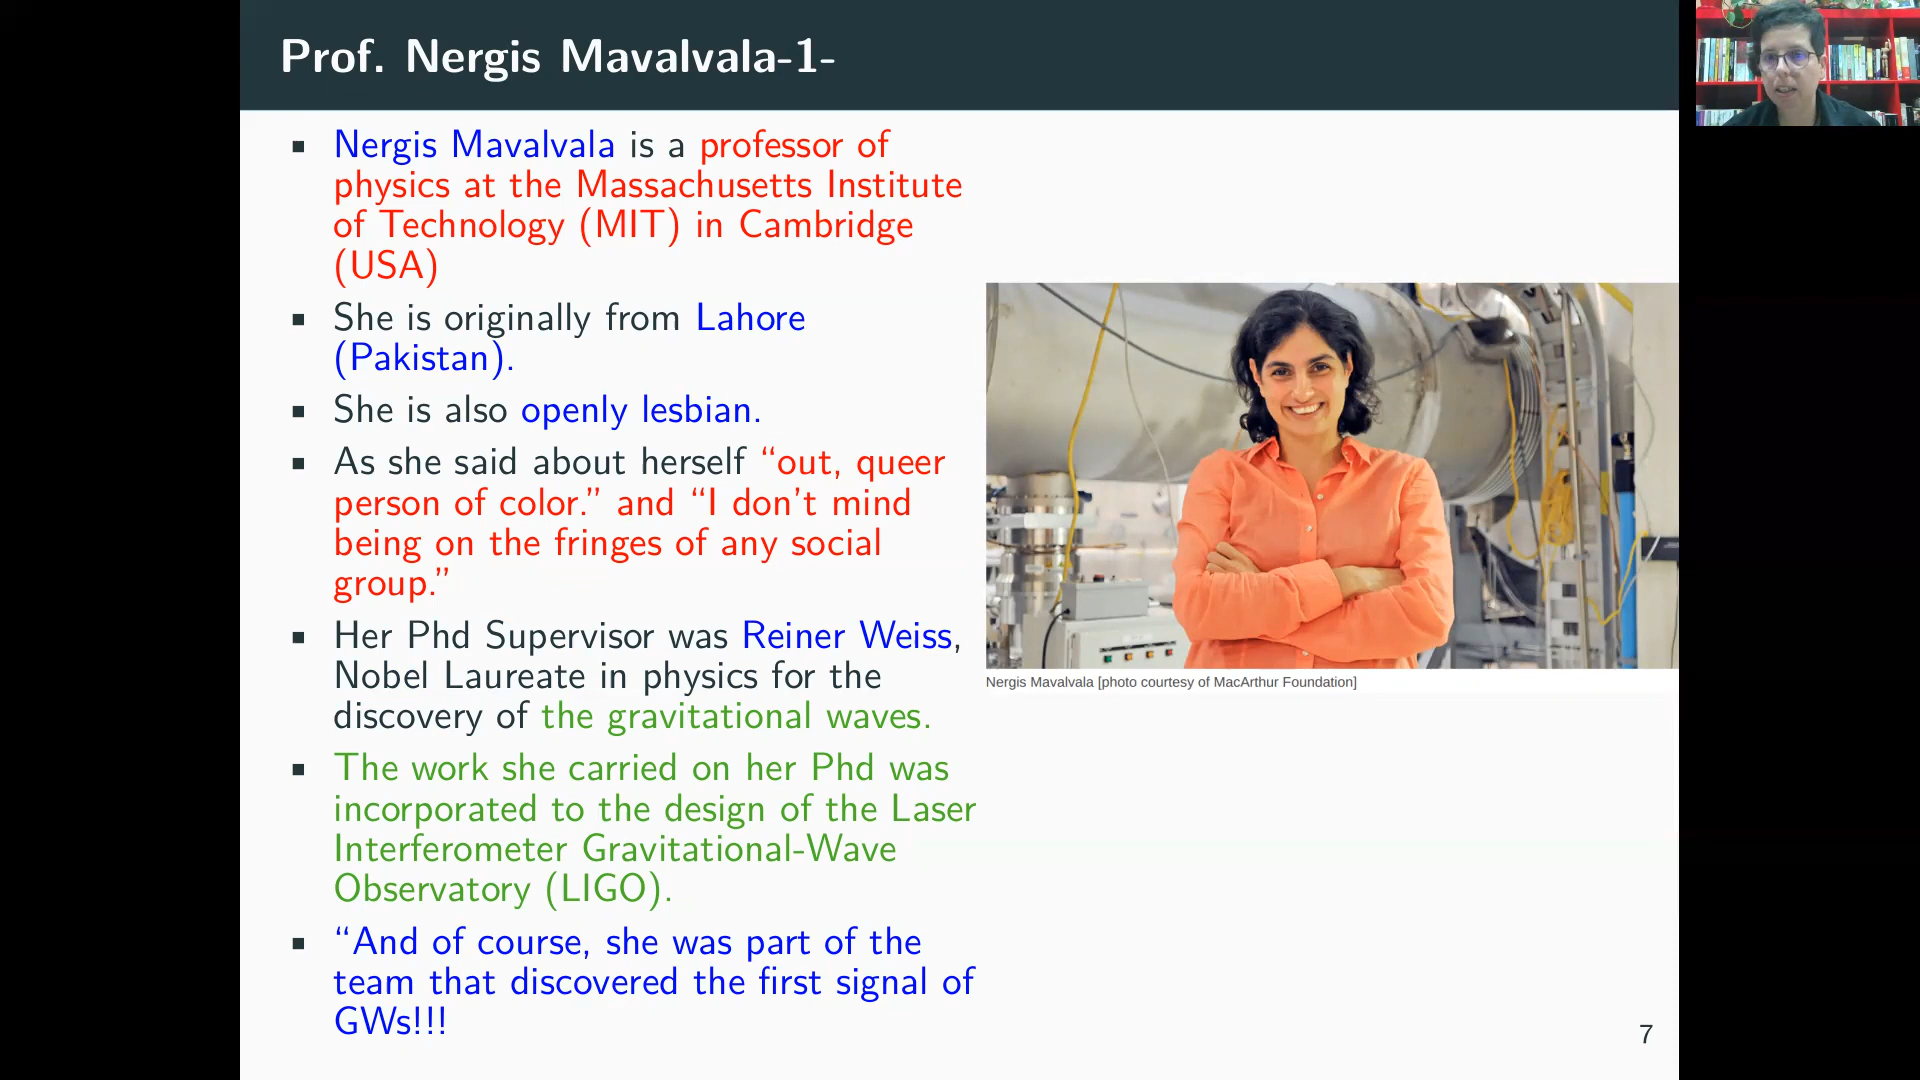 Prof. Nergis Mavalvala-1-
▪ Nergis Mavalvala is a professor of
physics at the Massachusetts Institute
of Technology (MIT) in Cambridge
(USA)
▪ She is originally from Lahore
(Pakistan).
▪ She is also openly lesbian.
▪ As she said about herself “out, queer
person of color.” and “I don’t mind
being on the fringes of any social
group.”
▪ Her Phd Supervisor was Reiner Weiss,
Nobel Laureate in physics for the
discovery of the gravitational waves.
▪ The work she carried on her Phd was
incorporated to the design of the Laser
Interferometer Gravitational-Wave
Observatory (LIGO).
▪ “And of course, she was part of the
team that discovered the first signal of
GWs!!!
Nergis Mavalvala [photo courtesy of MacArthur Foundation]
7